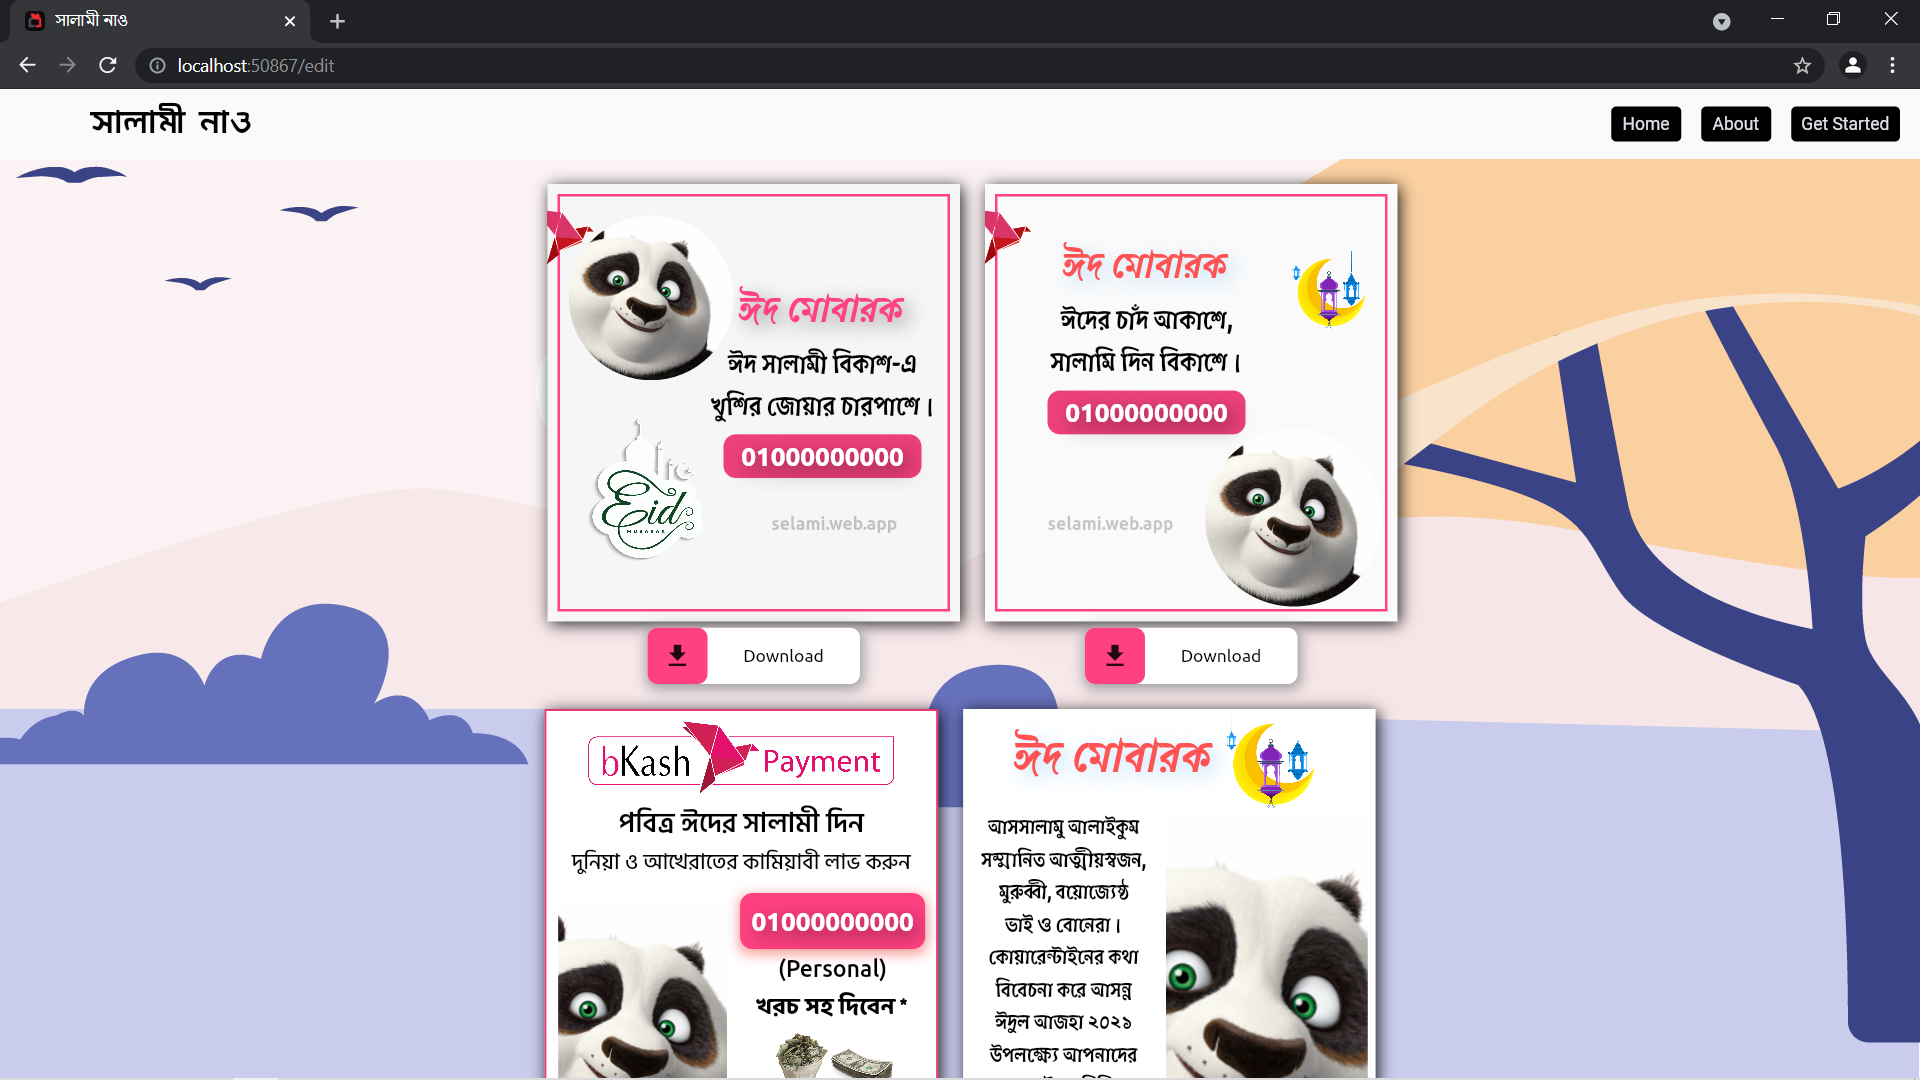 সালামী নাও
localhost:50867/edit
সালামী নাও
Home
About
Get Started
ঈদ মোবারক
ঈদ সালামী বিকাশ-এ
খুশির জোয়ার চারপাশে ।
01000000000
Eid
MUBARAK
selami.web.app
Download
ঈদ মোবারক
ঈদের চাঁদ আকাশে,
সালামি দিন বিকাশে ।
01000000000
selami.web.app
Download
bKash Payment
পবিত্র ঈদের সালামী দিন
দুনিয়া ও আখেরাতের কামিয়াবী লাভ করুন
01000000000
(Personal)
খরচ সহ দিবেন *
ঈদ মোবারক
আসসালামু আলাইকুম
সম্মানিত আত্মীয়স্বজন,
মুরুব্বী, বয়োজ্যেষ্ঠ
ভাই ও বোনেরা ।
কোয়ারেন্টাইনের কথা
বিবেচনা করে আসন্ন
ঈদুল আজহা ২০২১
উপলক্ষ্যে আপনাদের